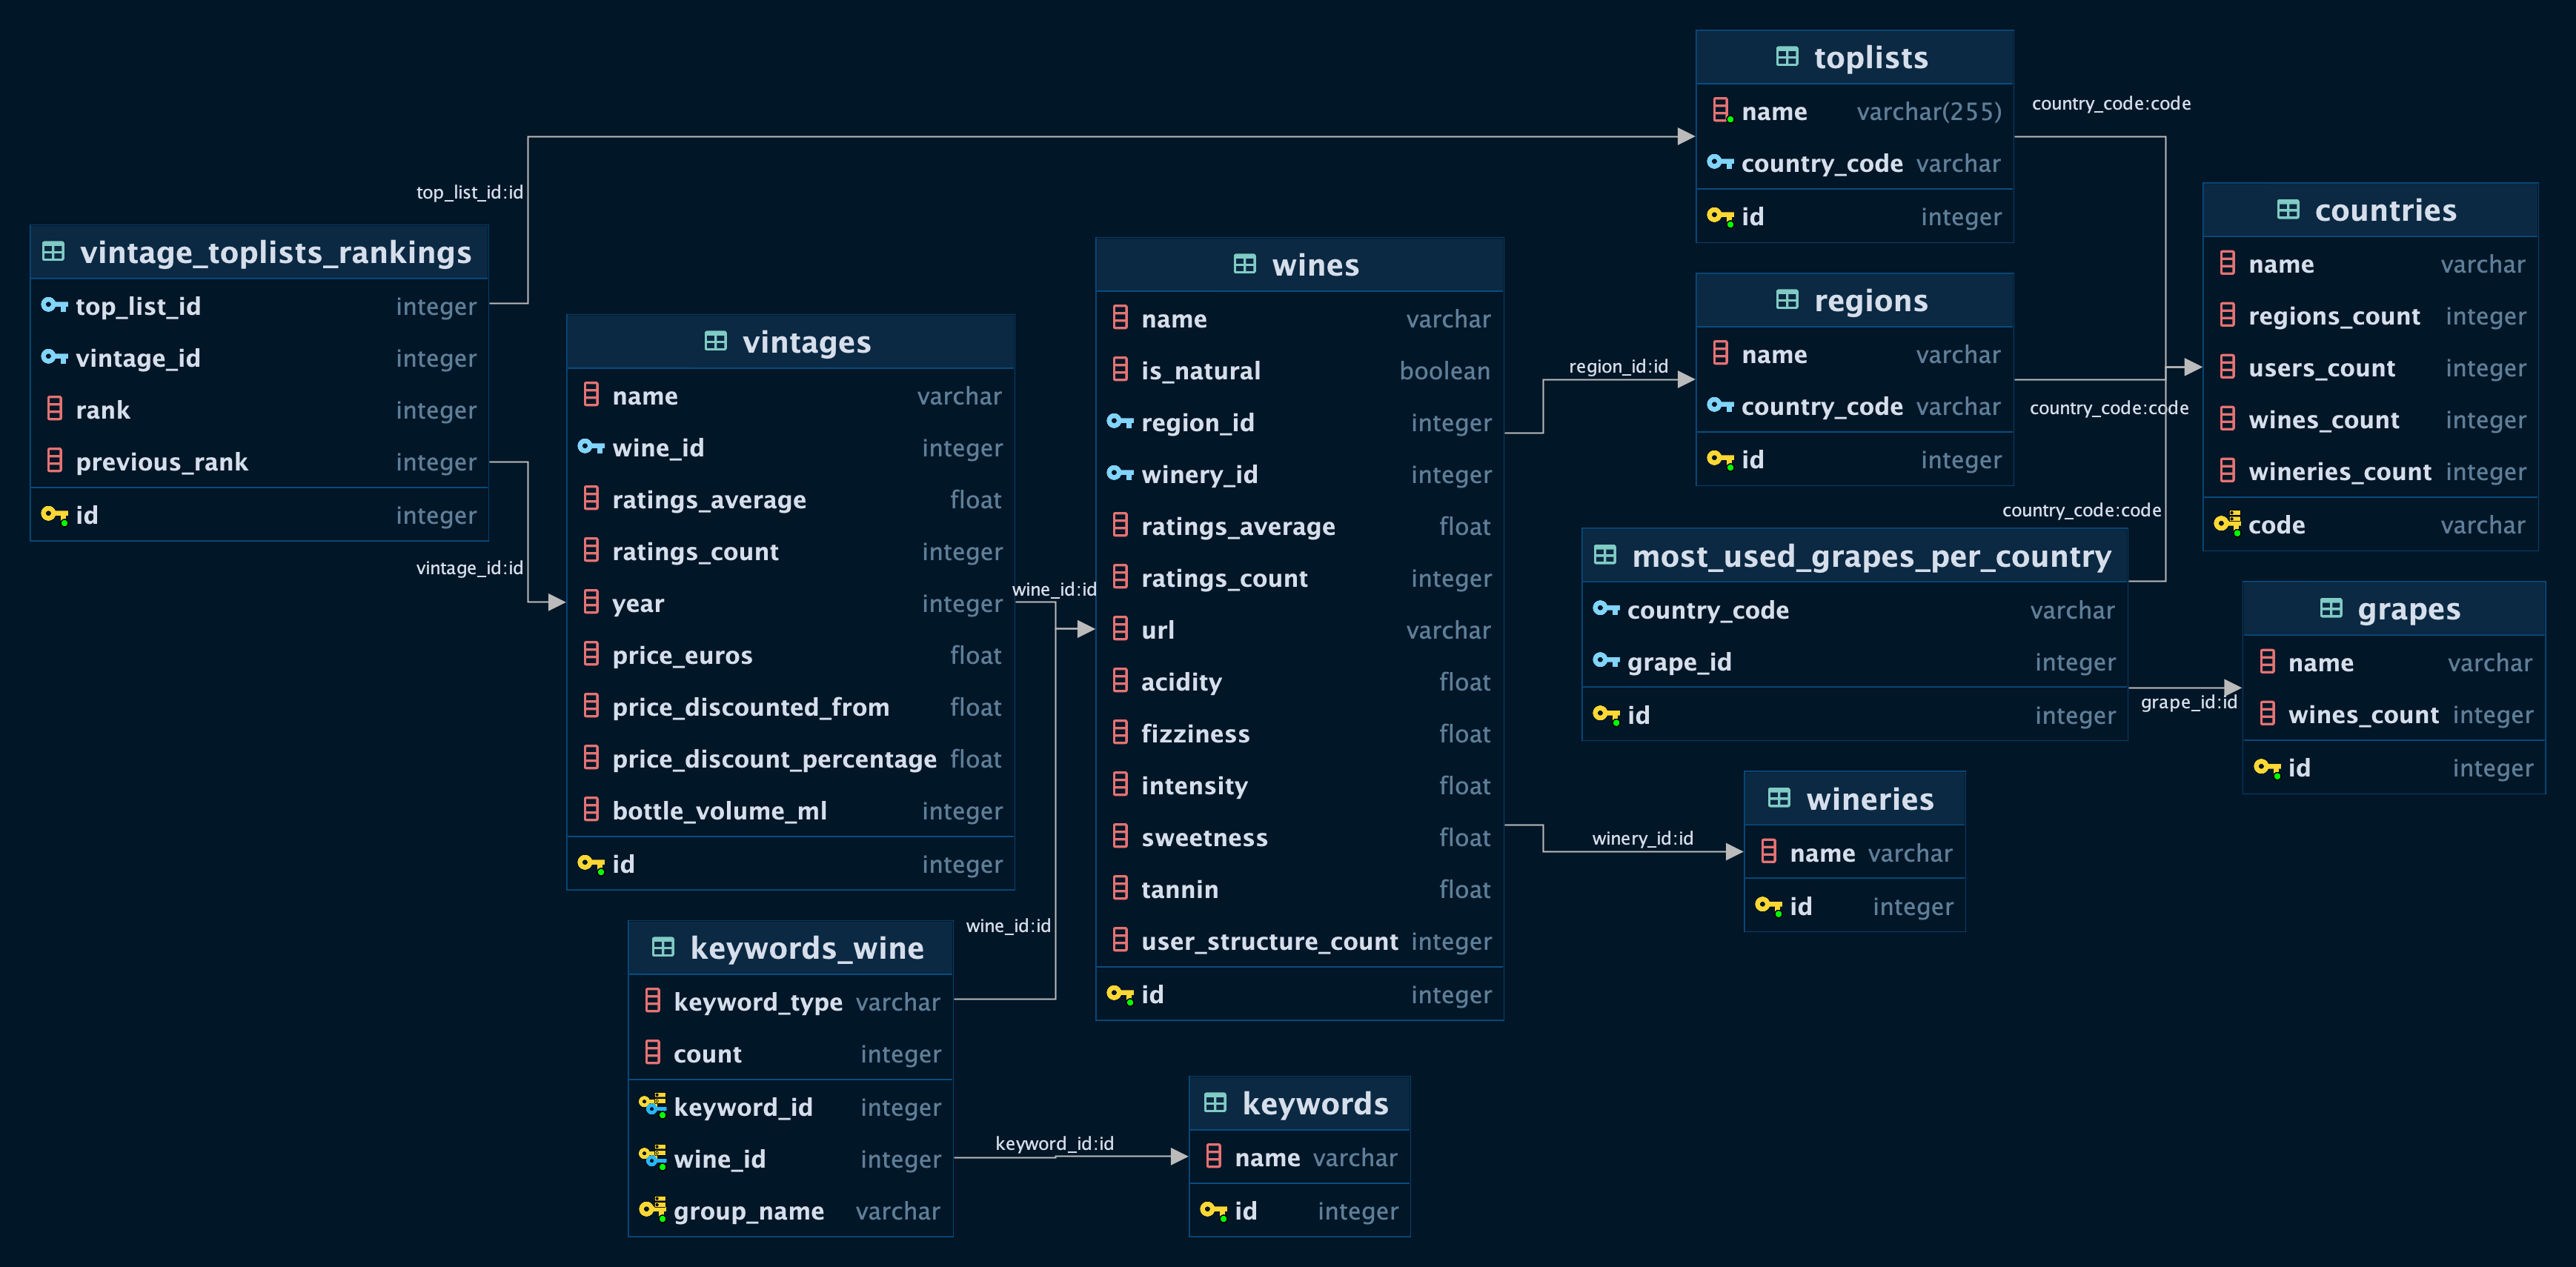 toplists
name varchar(255)
country_code varchar
id integer
country_code:code
top_list_id:id
vintage_toplists_rankings
top_list_id integer
vintage_id integer
rank integer
previous_rank integer
id integer
vintage_id:id
vintages
name varchar
wine_id integer
ratings_average float
ratings_count integer
year integer
price_euros float
price_discounted_from float
price_discount_percentage float
bottle_volume_ml integer
id integer
wine_id:id
wines
name varchar
is_natural boolean
region_id integer
winery_id integer
ratings_average float
ratings_count integer
url varchar
acidity float
fizziness float
intensity float
sweetness float
tannin float
user_structure_count integer
id integer
region_id:id
regions
name varchar
country_code varchar
id integer
country_code:code
countries
name varchar
regions_count integer
users_count integer
wines_count integer
wineries_count integer
code varchar
country_code:code
most_used_grapes_per_country
country_code varchar
grape_id integer
id integer
grape_id:id
grapes
name varchar
wines_count integer
id integer
winery_id:id
wineries
name varchar
id integer
wine_id:id
keywords_wine
keyword_type varchar
count integer
keyword_id integer
wine_id integer
group_name varchar
keyword_id:id
keywords
name varchar
id integer